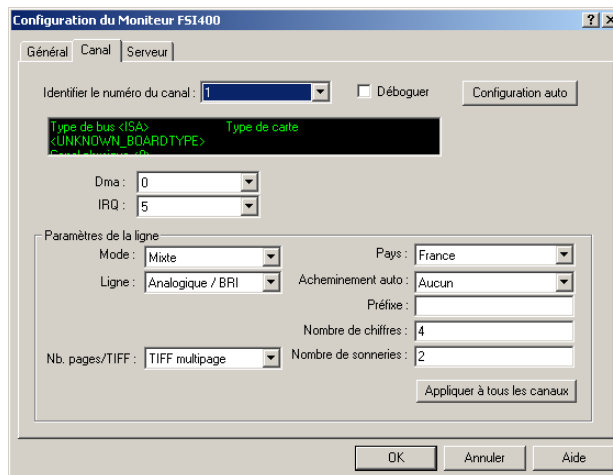 Configuration du Moniteur FSI400
Général Canal Serveur
Identifier le numéro du canal : 1 Déboguer Configuration auto
Type de bus <ISA> Type de carte
<UNKNOWN_BOARDTYPE>
Canal physique <0>
Dma : 0
IRQ : 5
Paramètres de la ligne
Mode : Mixte Pays : France
Ligne : Analogique / BRI Acheminement auto : Aucun
Préfixe :
Nombre de chiffres : 4
Nb. pages/TIFF : TIFF multipage Nombre de sonneries : 2
Appliquer à tous les canaux
OK Annuler Aide